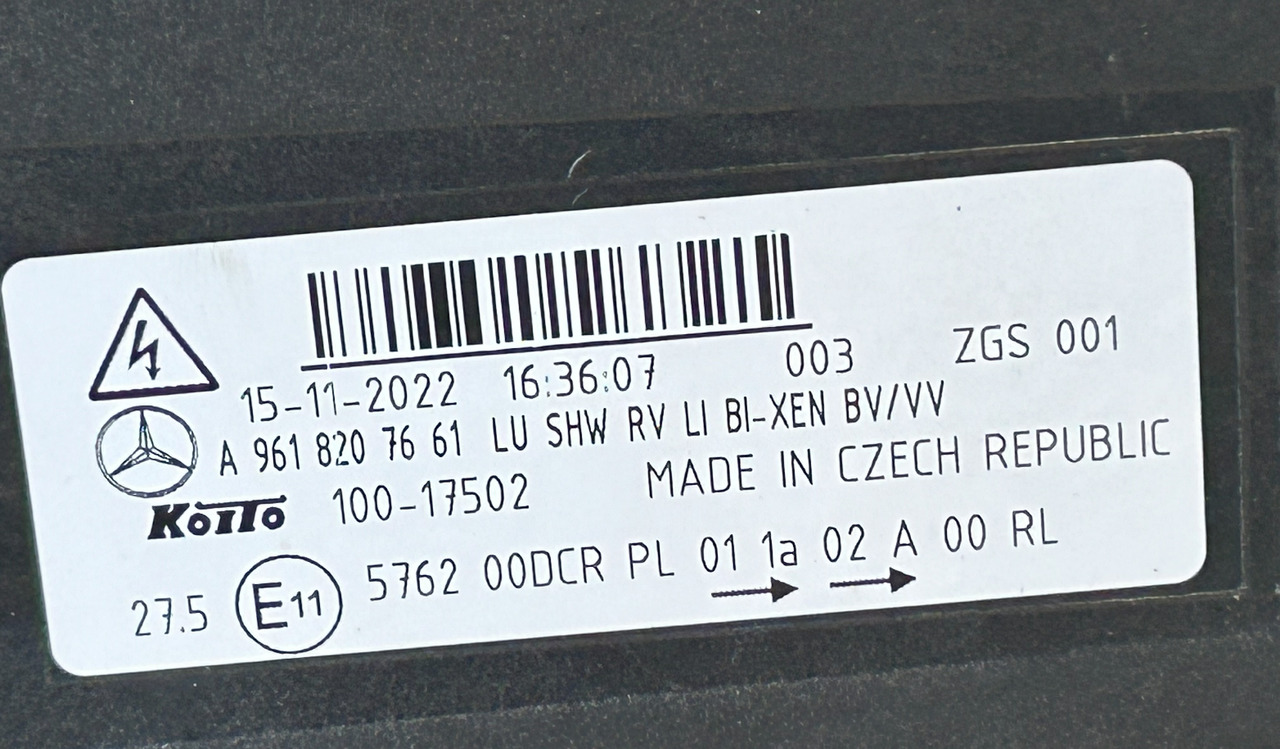 15-11-2022 16:36:07 003 ZGS 001
A 961 820 76 61 LU SHW RV LI BI-XEN BV/VV
KOITO 100-17502 MADE IN CZECH REPUBLIC
27.5 E11 5762 00DCR PL 01 1a 02 A 00 RL